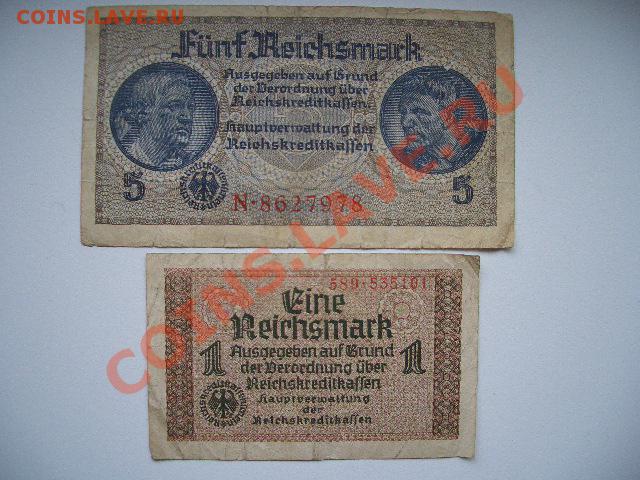 COINS.LAVE.RU
Fünf Reichsmark
Ausgegeben auf Grund
der Verordnung über
Reichskreditkassen
Hauptverwaltung der
Reichskreditkassen
5
5
N·8627978
589·535101
Eine
Reichsmark
1
1
Ausgegeben auf Grund
der Verordnung über
Reichskreditkassen
Hauptverwaltung
der
Reichskreditkassen
COINS.LAVE.RU